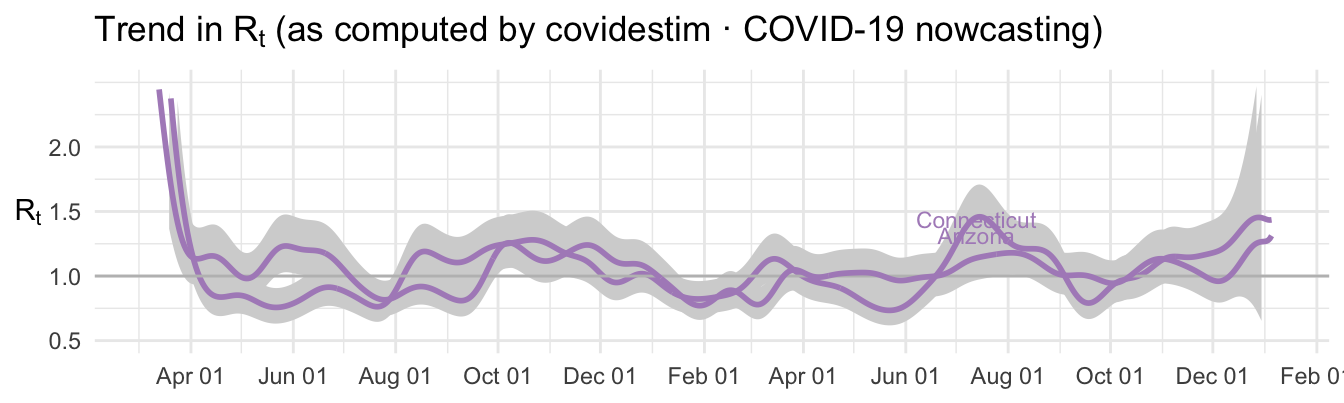 Trend in Rt (as computed by covidestim · COVID-19 nowcasting)
2.0
Rt 1.5
1.0
0.5
Connecticut
Arizona
Apr 01 Jun 01 Aug 01 Oct 01 Dec 01 Feb 01 Apr 01 Jun 01 Aug 01 Oct 01 Dec 01 Feb 01